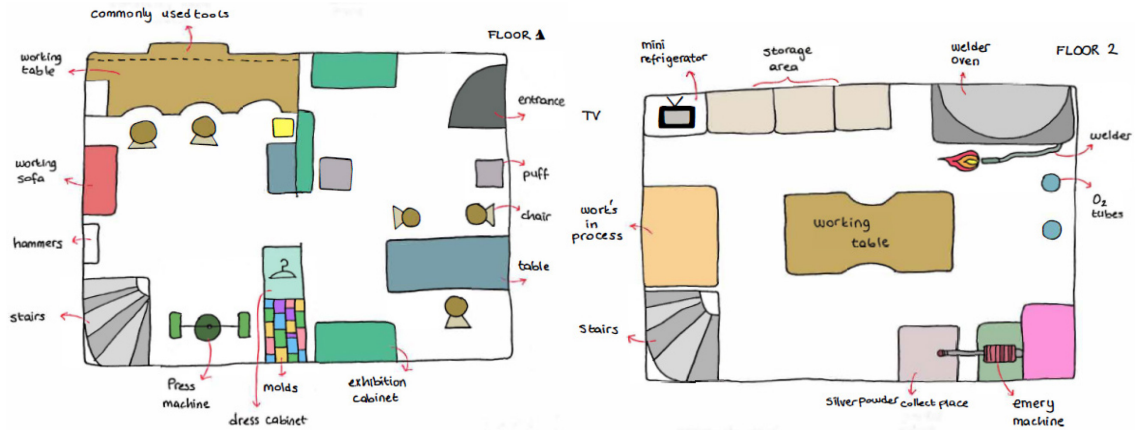 commonly used tools
FLOOR 1
working
table
entrance
working
sofa
puff
chair
hammers
table
stairs
Press
machine
molds
exhibition
cabinet
dress cabinet
mini
refrigerator
storage
area
welder
oven
FLOOR 2
TV
welder
O2
tubes
work's
in
process
working
table
Stairs
silver powder collect place
emery
machine